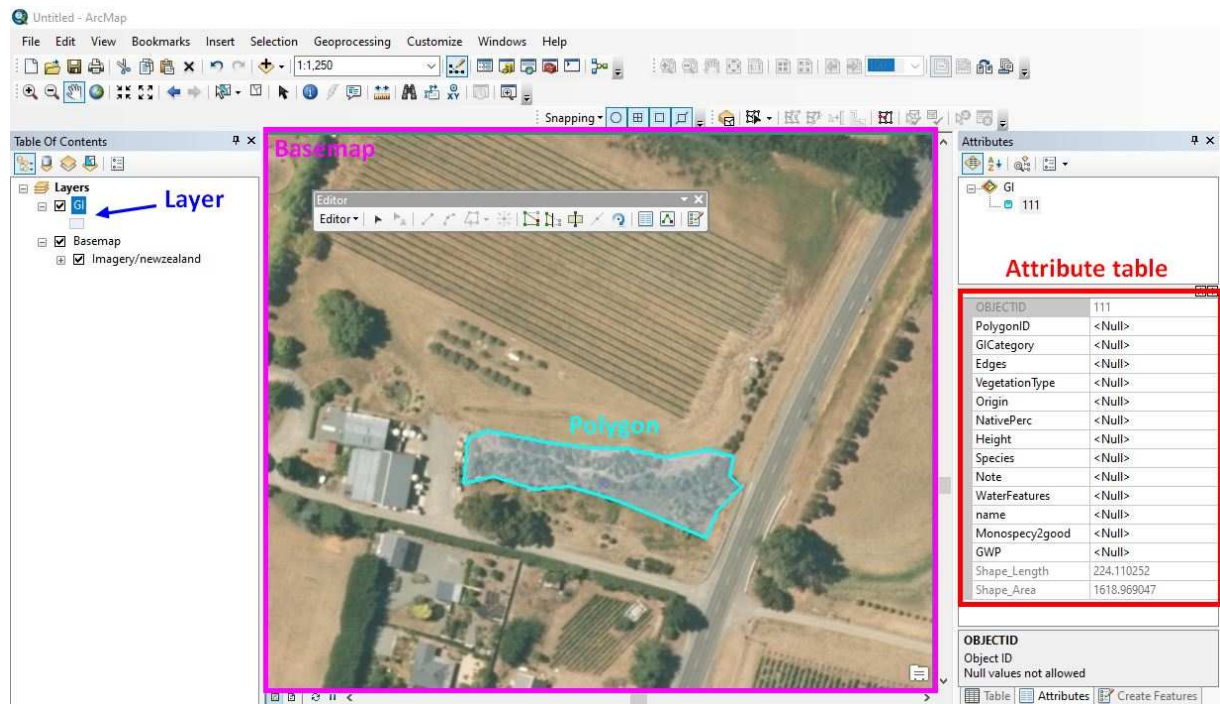 Untitled - ArcMap
File Edit View Bookmarks Insert Selection Geoprocessing Customize Windows Help
1:1,250
Snapping
Table Of Contents
Layers
GI
Layer
Basemap
Imagery/newzealand
Basemap
Editor
Editor
Polygon
Attributes
GI
111
Attribute table
OBJECTID 111
PolygonID <Null>
GICategory <Null>
Edges <Null>
VegetationType <Null>
Origin <Null>
NativePerc <Null>
Height <Null>
Species <Null>
Note <Null>
WaterFeatures <Null>
name <Null>
Monospecy2good <Null>
GWP <Null>
Shape_Length 224.110252
Shape_Area 1618.969047
OBJECTID
Object ID
Null values not allowed
Table Attributes Create Features